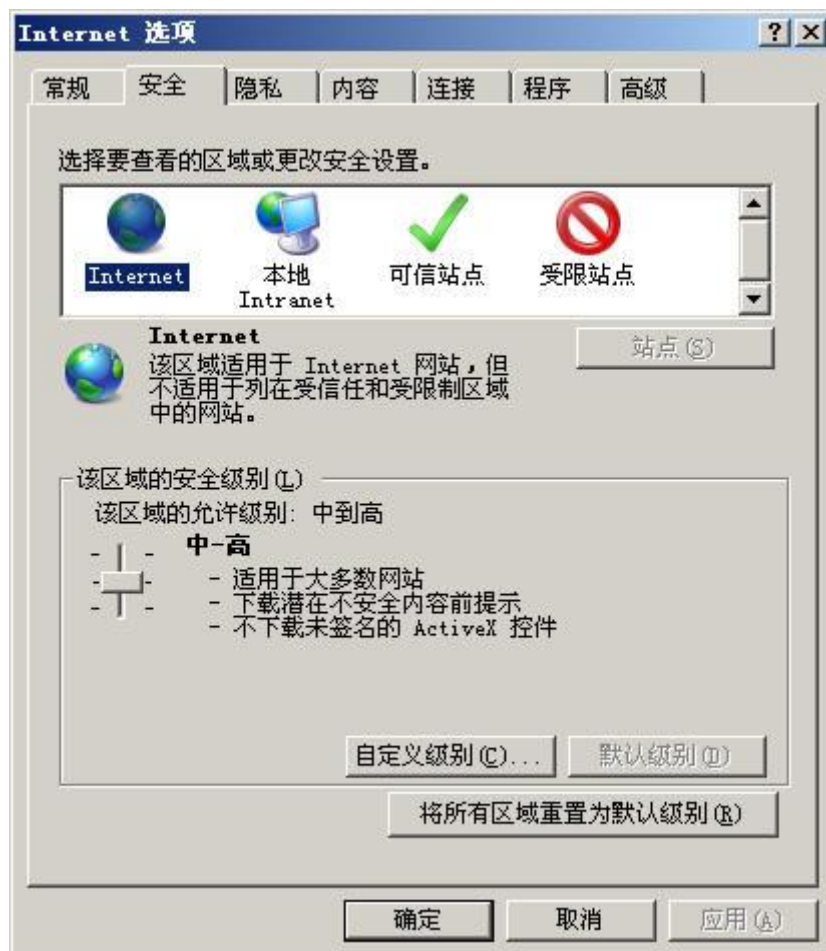 Internet 选项
常规 安全 隐私 内容 连接 程序 高级
选择要查看的区域或更改安全设置。
Internet 本地 Intranet 可信站点 受限站点
Internet
该区域适用于 Internet 网站，但
不适用于列在受信任和受限制区域
中的网站。
站点(S)
该区域的安全级别(L)
该区域的允许级别: 中到高
中-高
- 适用于大多数网站
- 下载潜在不安全内容前提示
- 不下载未签名的 ActiveX 控件
自定义级别(C)... 默认级别(D)
将所有区域重置为默认级别(R)
确定 取消 应用(A)